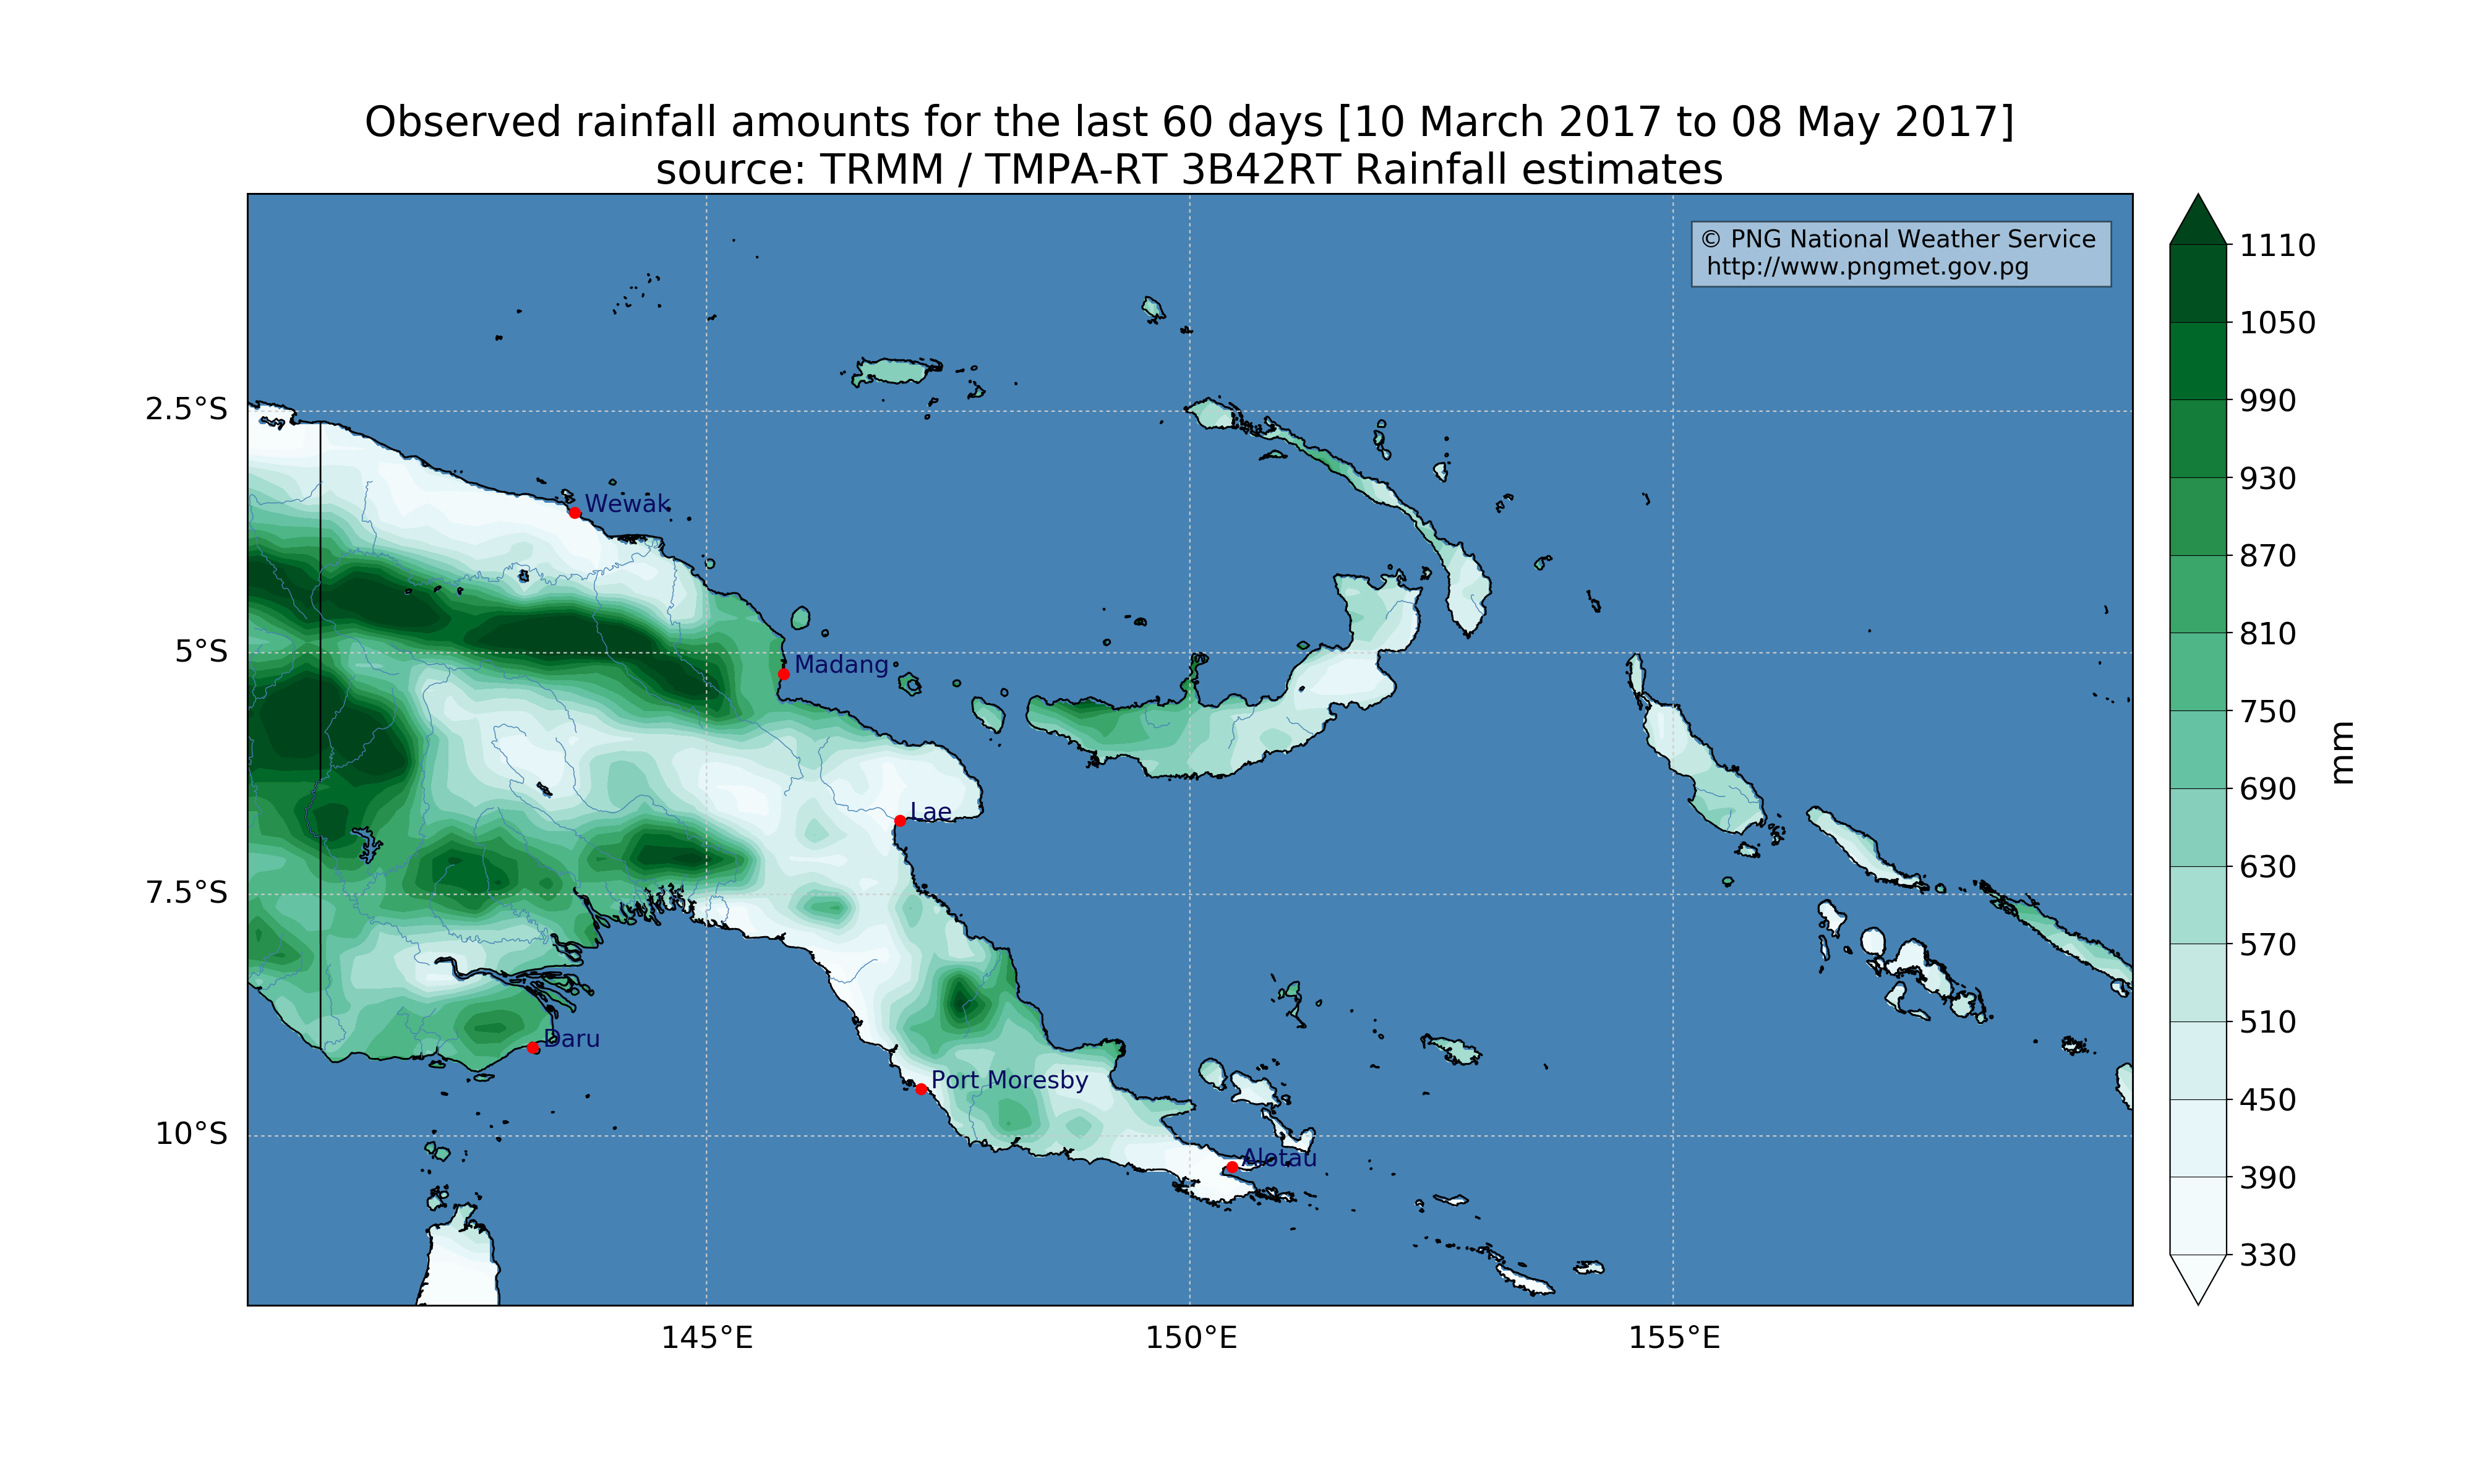 Observed rainfall amounts for the last 60 days [10 March 2017 to 08 May 2017]
source: TRMM / TMPA-RT 3B42RT Rainfall estimates
© PNG National Weather Service
http://www.pngmet.gov.pg
1110
1050
990
930
870
810
750
690
630
570
510
450
390
330
mm
2.5°S
5°S
7.5°S
10°S
Wewak
Madang
Lae
Daru
Port Moresby
Alotau
145°E
150°E
155°E